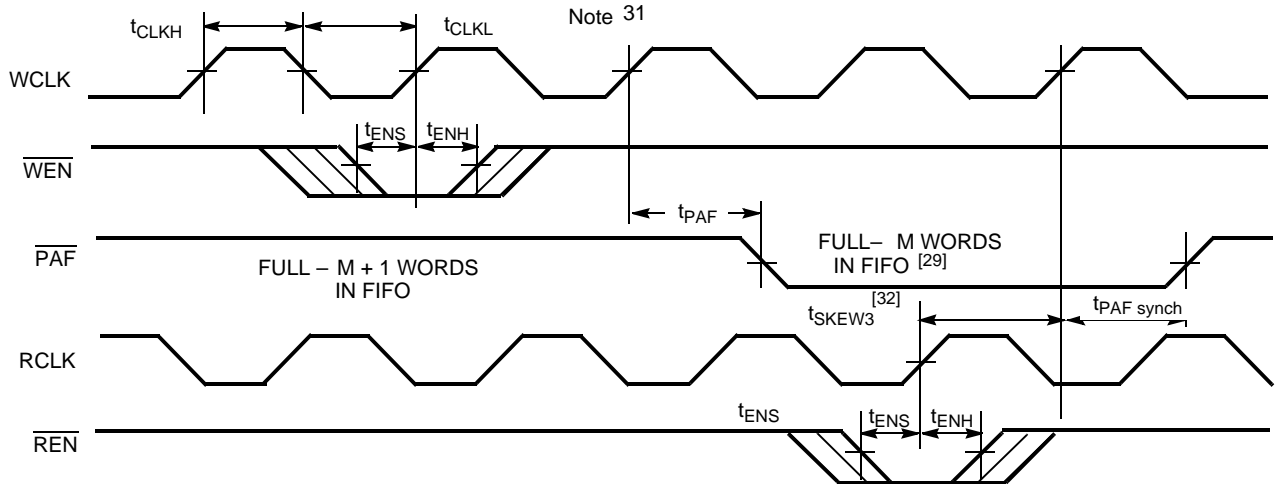 Note 31
tCLKH
tCLKL
WCLK
tENS
tENH
WEN
tPAF
PAF
FULL – M + 1 WORDS
IN FIFO
FULL– M WORDS
IN FIFO [29]
[32]
tSKEW3
tPAF synch
RCLK
tENS
tENS
tENH
REN